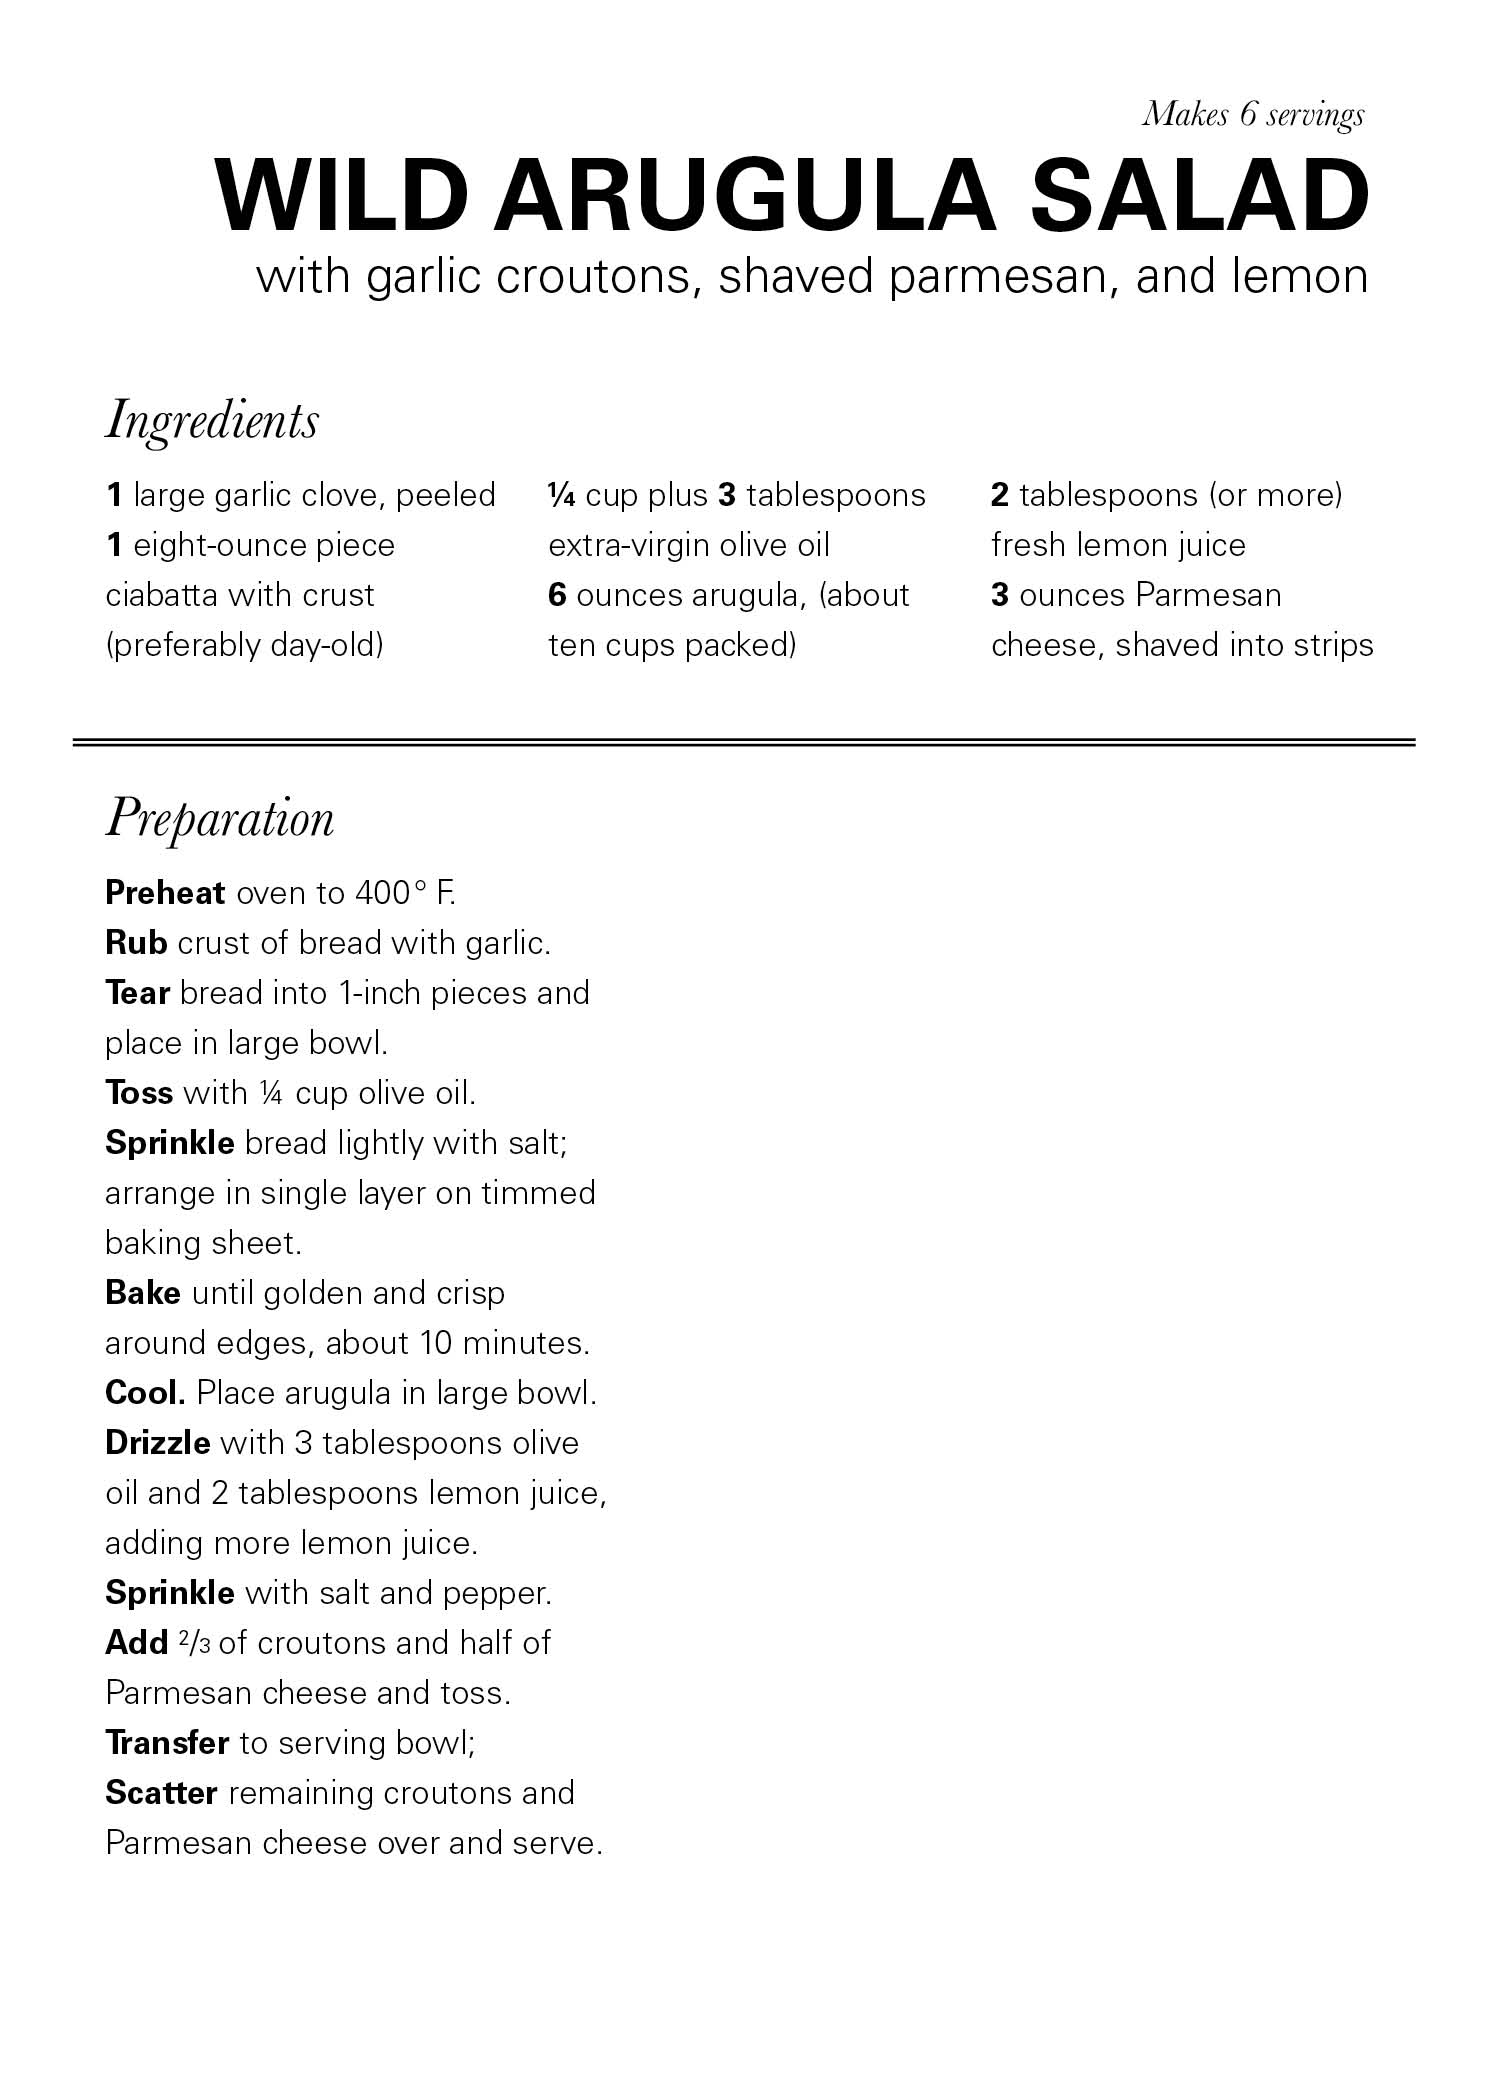 Makes 6 servings
WILD ARUGULA SALAD
with garlic croutons, shaved parmesan, and lemon
Ingredients
1 large garlic clove, peeled
1 eight-ounce piece
ciabatta with crust
(preferably day-old)
¼ cup plus 3 tablespoons
extra-virgin olive oil
6 ounces arugula, (about
ten cups packed)
2 tablespoons (or more)
fresh lemon juice
3 ounces Parmesan
cheese, shaved into strips
Preparation
Preheat oven to 400° F.
Rub crust of bread with garlic.
Tear bread into 1-inch pieces and
place in large bowl.
Toss with ¼ cup olive oil.
Sprinkle bread lightly with salt;
arrange in single layer on timmed
baking sheet.
Bake until golden and crisp
around edges, about 10 minutes.
Cool. Place arugula in large bowl.
Drizzle with 3 tablespoons olive
oil and 2 tablespoons lemon juice,
adding more lemon juice.
Sprinkle with salt and pepper.
Add 2/3 of croutons and half of
Parmesan cheese and toss.
Transfer to serving bowl;
Scatter remaining croutons and
Parmesan cheese over and serve.